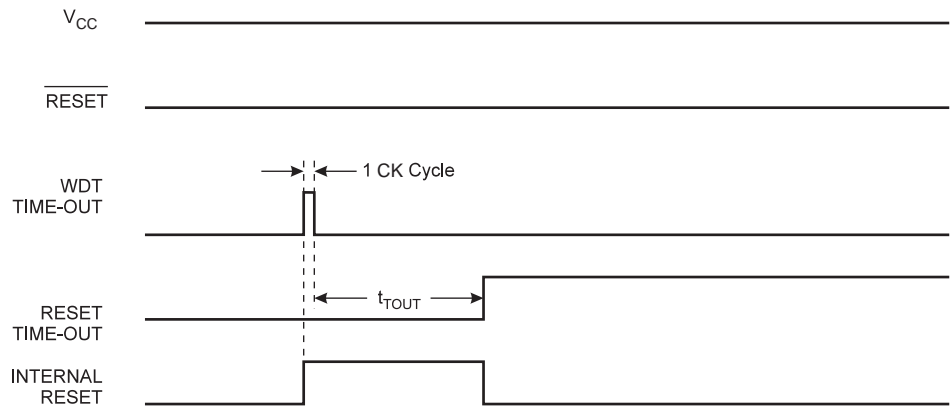 VCC
RESET
1 CK Cycle
WDT
TIME-OUT
tTOUT
RESET
TIME-OUT
INTERNAL
RESET